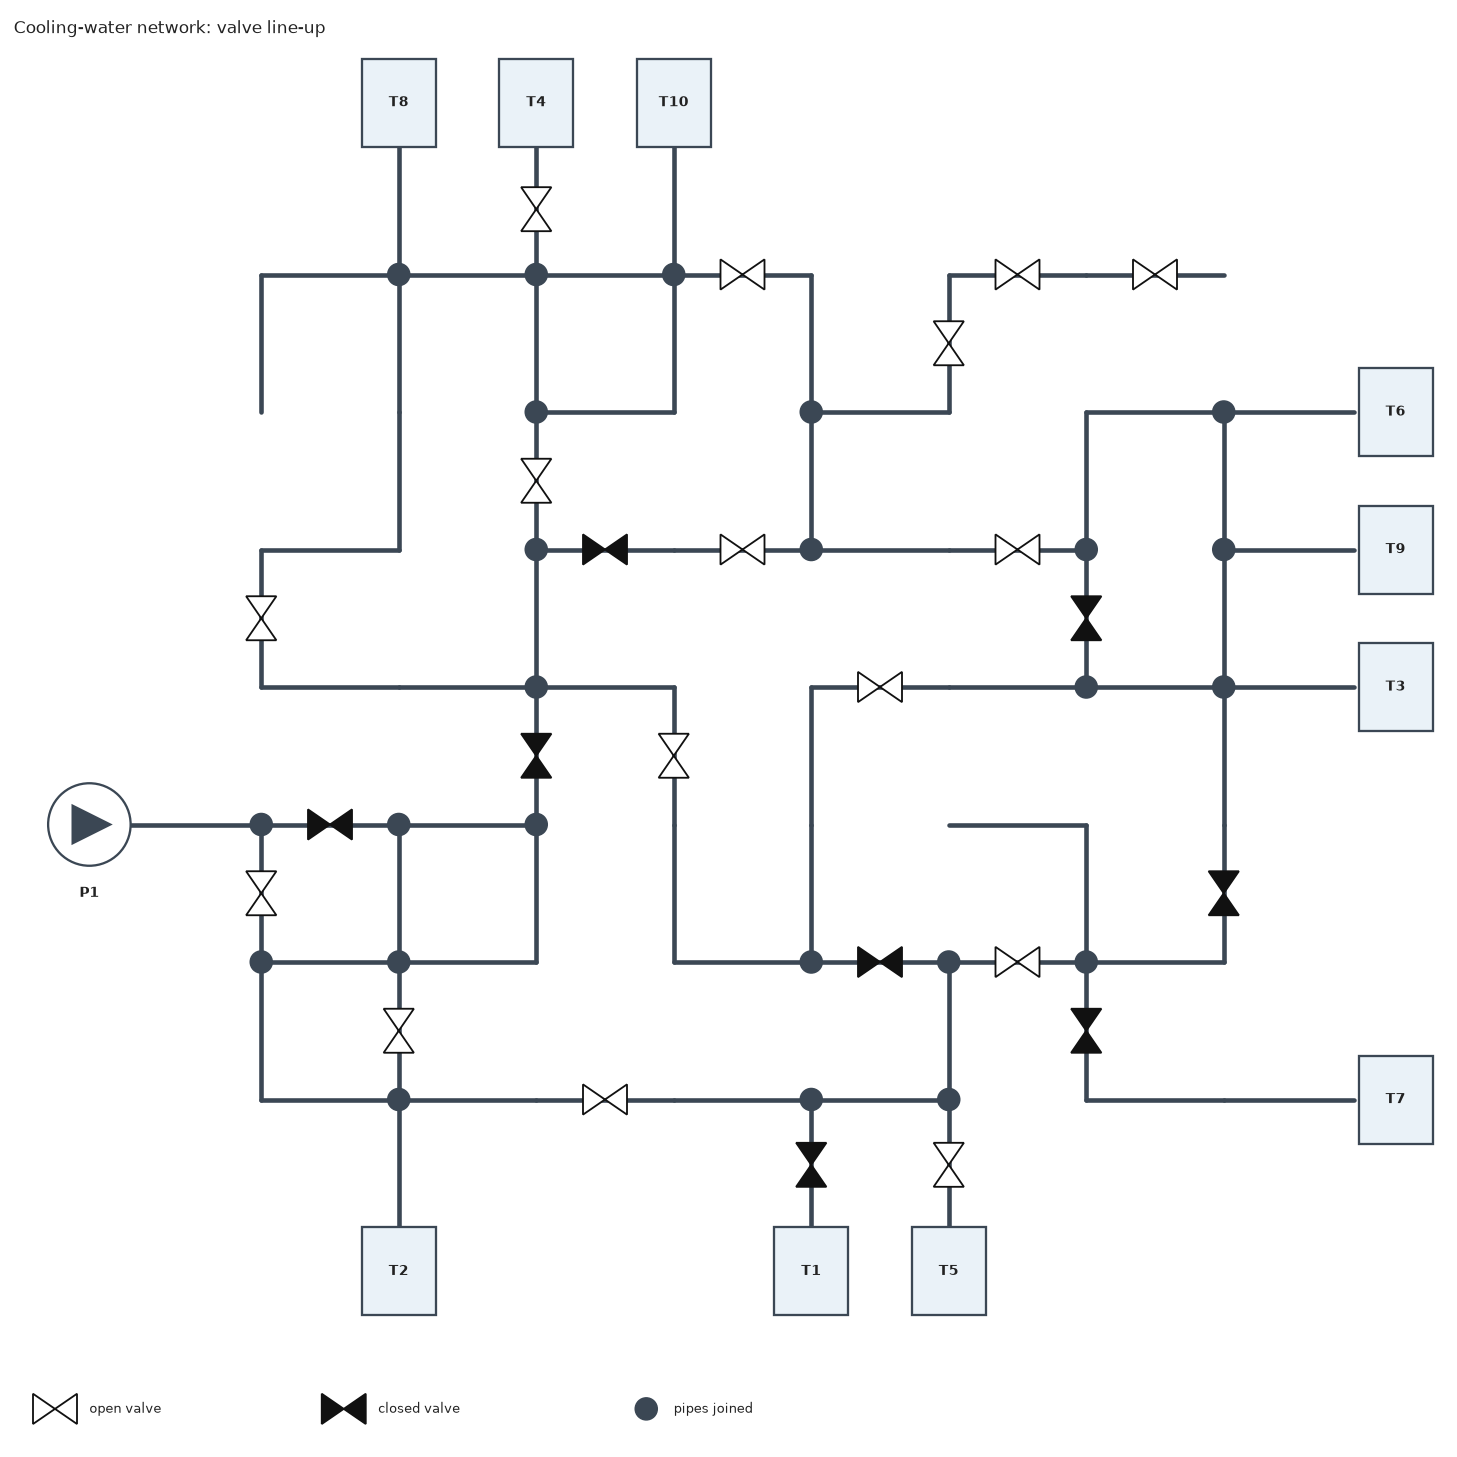 Cooling-water network: valve line-up
T8
T4
T10
T6
T9
T3
P1
T7
T2
T1
T5
open valve
closed valve
pipes joined